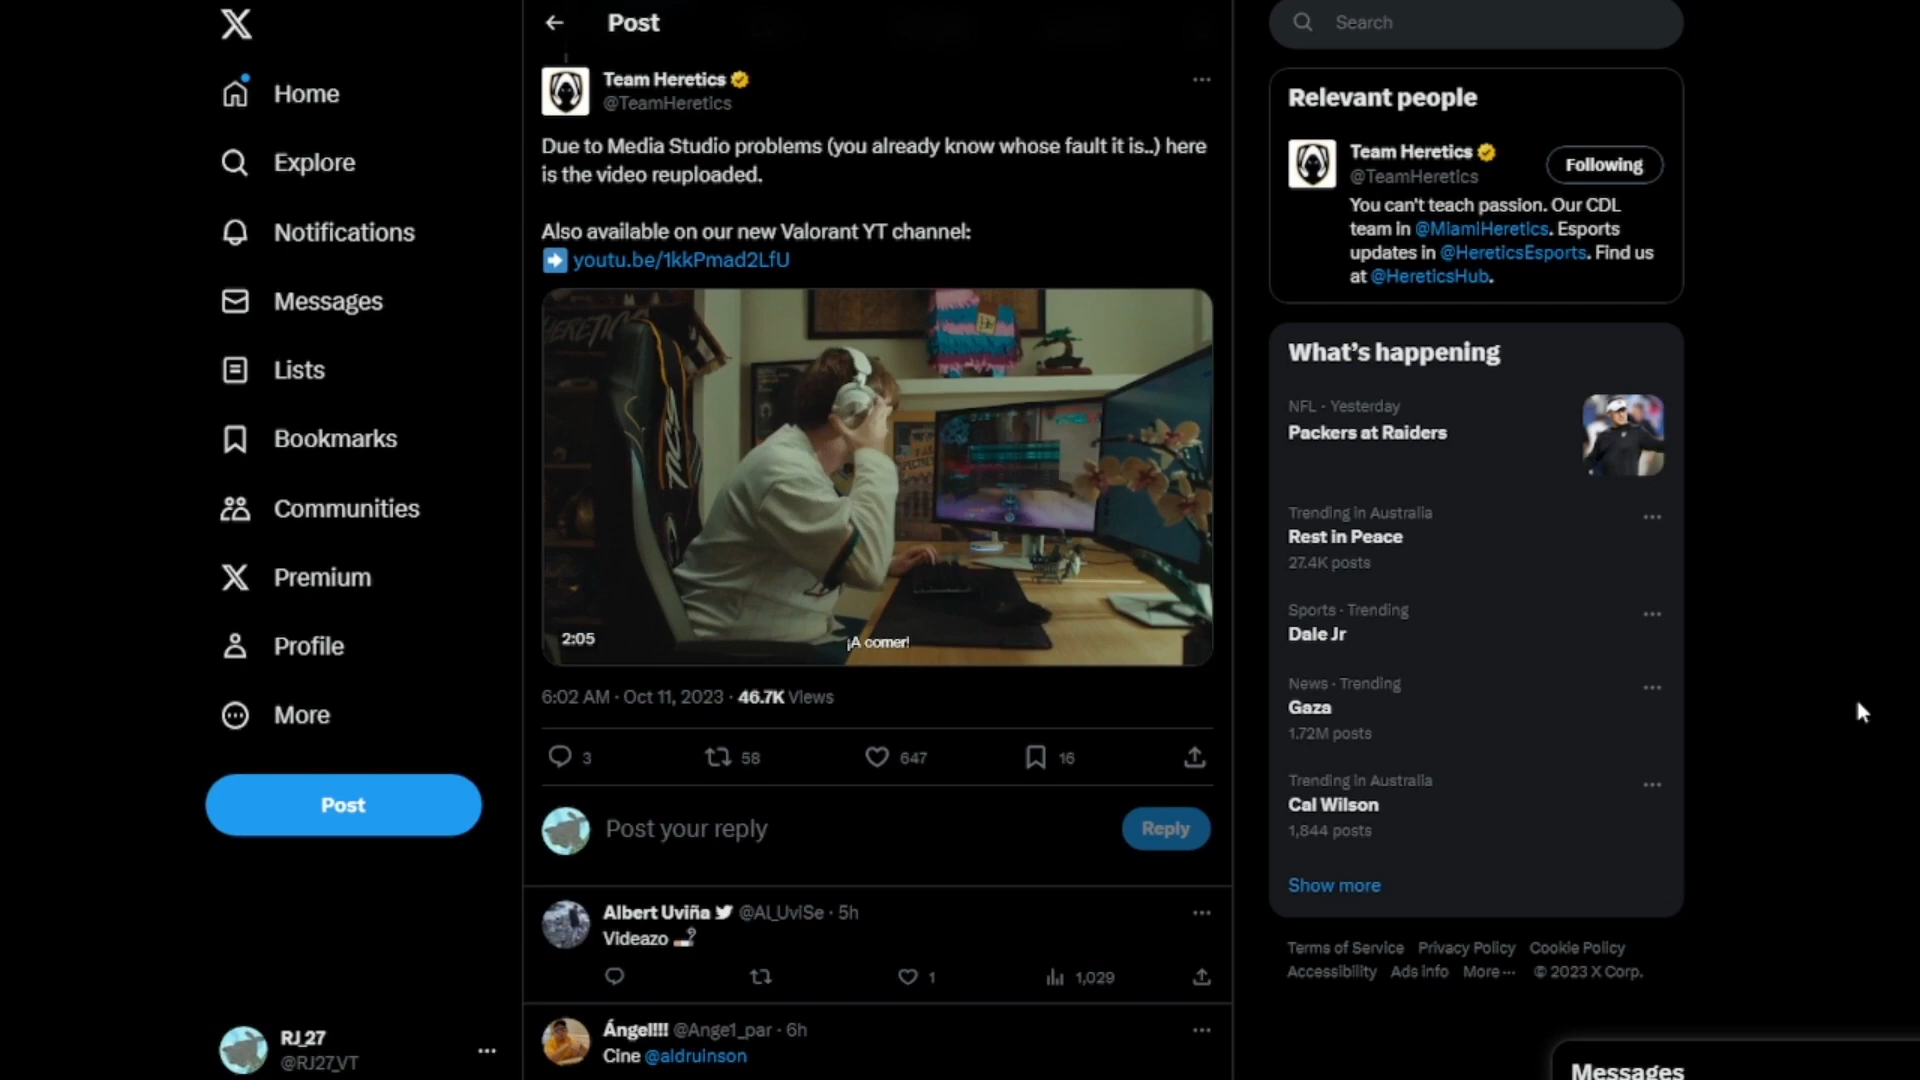 Home
Explore
Notifications
Messages
Lists
Bookmarks
Communities
Premium
Profile
More
Post
RJ_27
@RJ27_VT
Post
Team Heretics
@TeamHeretics
Due to Media Studio problems (you already know whose fault it is..) here
is the video reuploaded.
Also available on our new Valorant YT channel:
youtu.be/1kkPmad2LfU
HERETICS
2:05
¡A comer!
6:02 AM · Oct 11, 2023 · 46.7K Views
3 58 647 16
Post your reply
Reply
Albert Uviña @Al_UviSe · 5h
Videazo
1 1,029
Ángel!!! @Ange1_par · 6h
Cine @aldruinson
Search
Relevant people
Team Heretics
@TeamHeretics
Following
You can't teach passion. Our CDL
team in @MiamiHeretics. Esports
updates in @HereticsEsports. Find us
at @HereticsHub.
What's happening
NFL · Yesterday
Packers at Raiders
Trending in Australia
Rest in Peace
27.4K posts
Sports · Trending
Dale Jr
News · Trending
Gaza
1.72M posts
Trending in Australia
Cal Wilson
1,844 posts
Show more
Terms of Service Privacy Policy Cookie Policy
Accessibility Ads info More ··· © 2023 X Corp.
Messages